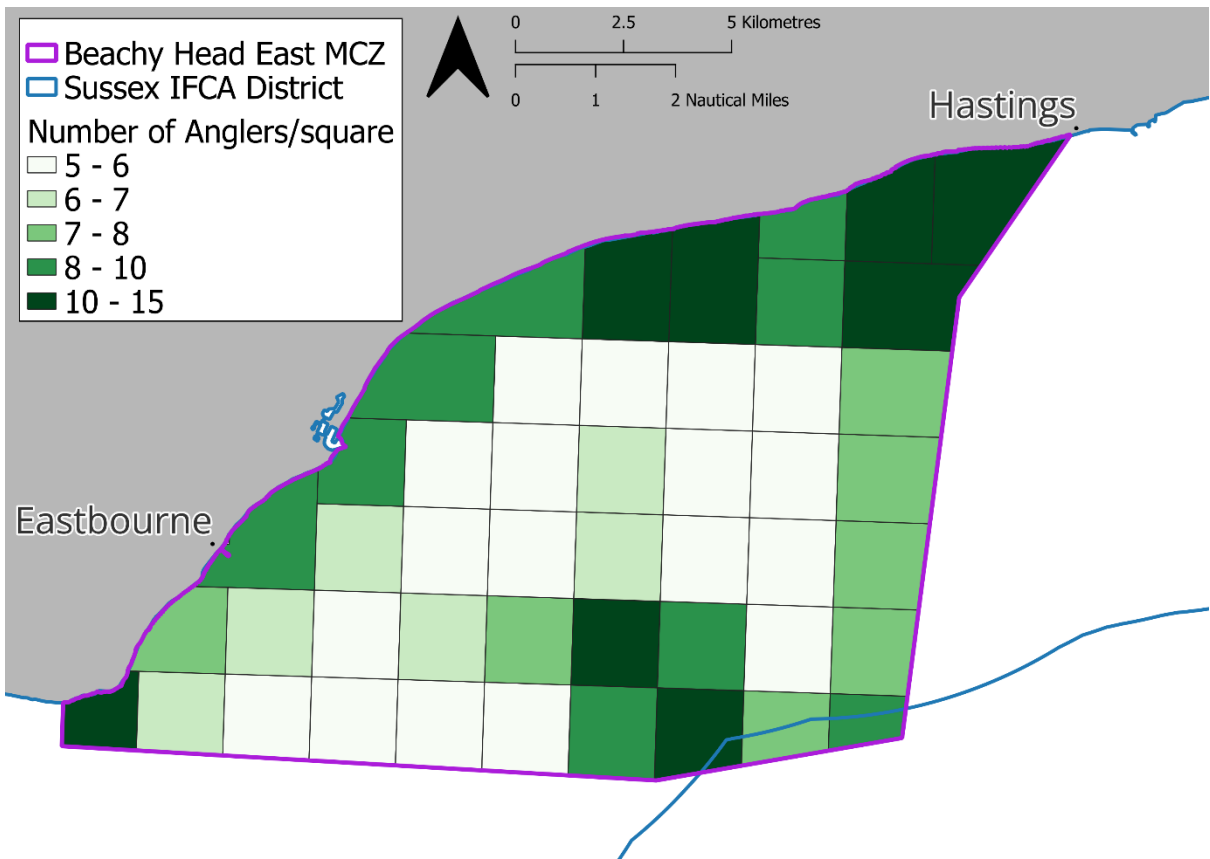 Beachy Head East MCZ
Sussex IFCA District
Number of Anglers/square
5 - 6
6 - 7
7 - 8
8 - 10
10 - 15
0 2.5 5 Kilometres
0 1 2 Nautical Miles
Hastings
Eastbourne